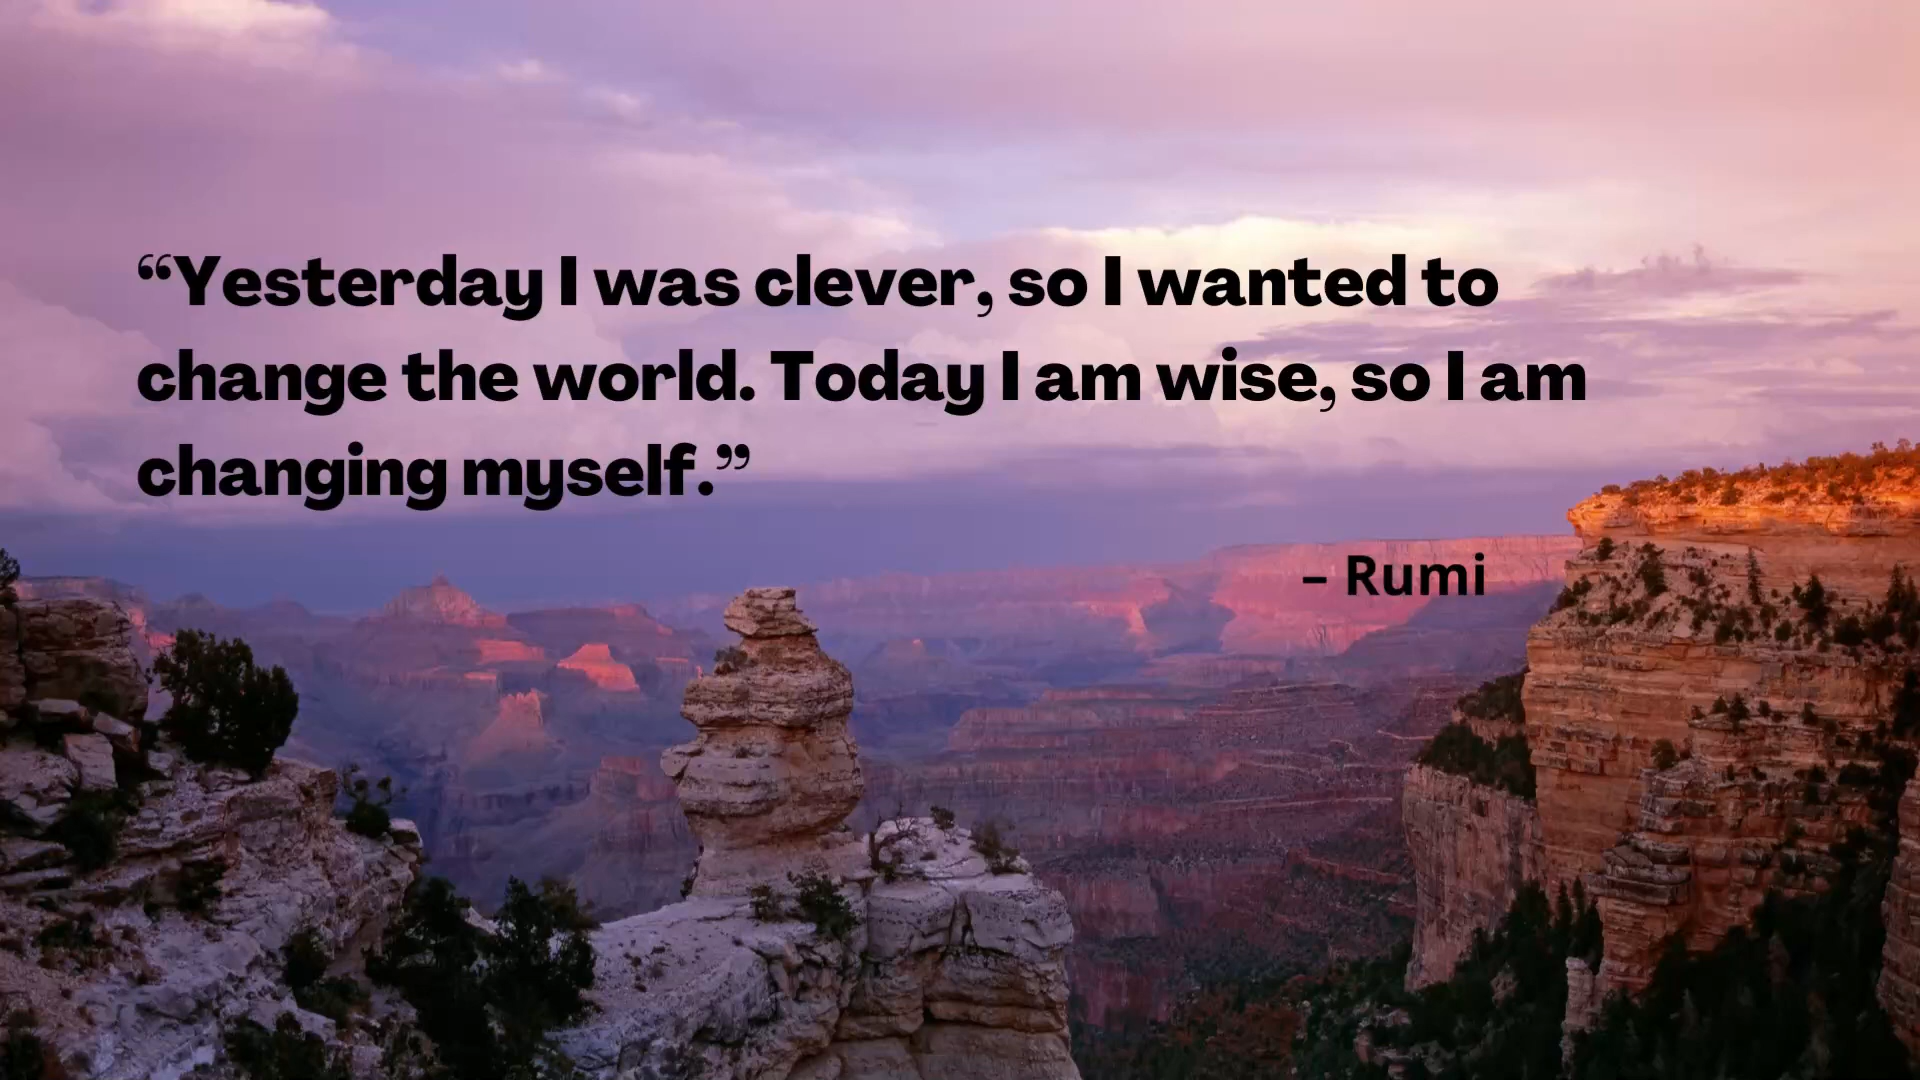 “Yesterday I was clever, so I wanted to
change the world. Today I am wise, so I am
changing myself.”
– Rumi